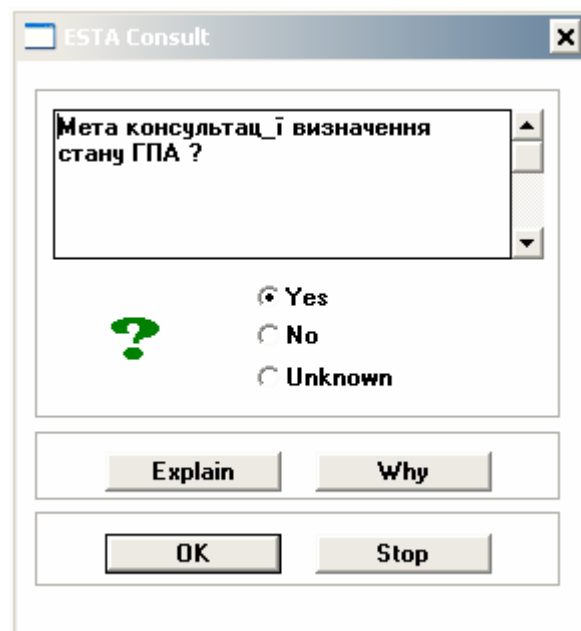 ESTA Consult
Мета консультац_ї визначення
стану ГПА ?
?
Yes
No
Unknown
Explain Why
OK Stop